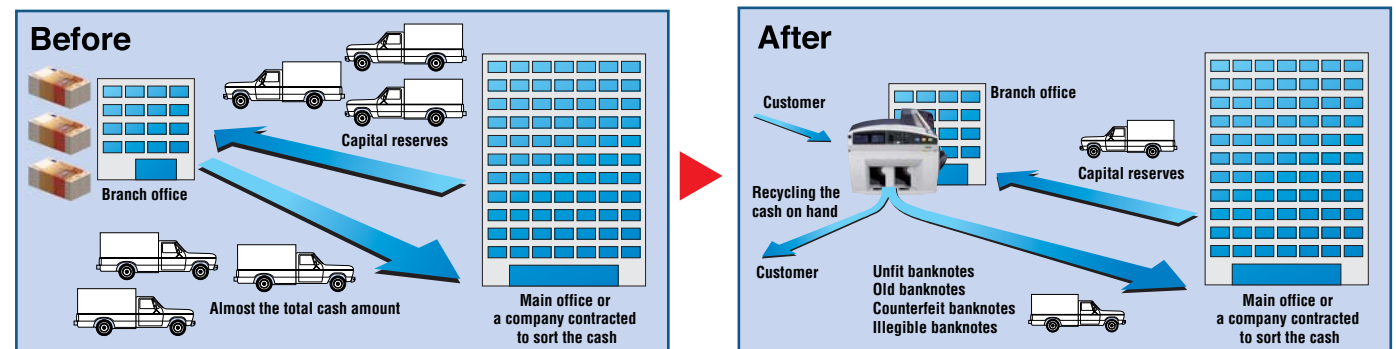 Before
Capital reserves
Branch office
Almost the total cash amount
Main office or
a company contracted
to sort the cash
After
Customer
Branch office
Capital reserves
Recycling the
cash on hand
Customer
Unfit banknotes
Old banknotes
Counterfeit banknotes
Illegible banknotes
Main office or
a company contracted
to sort the cash